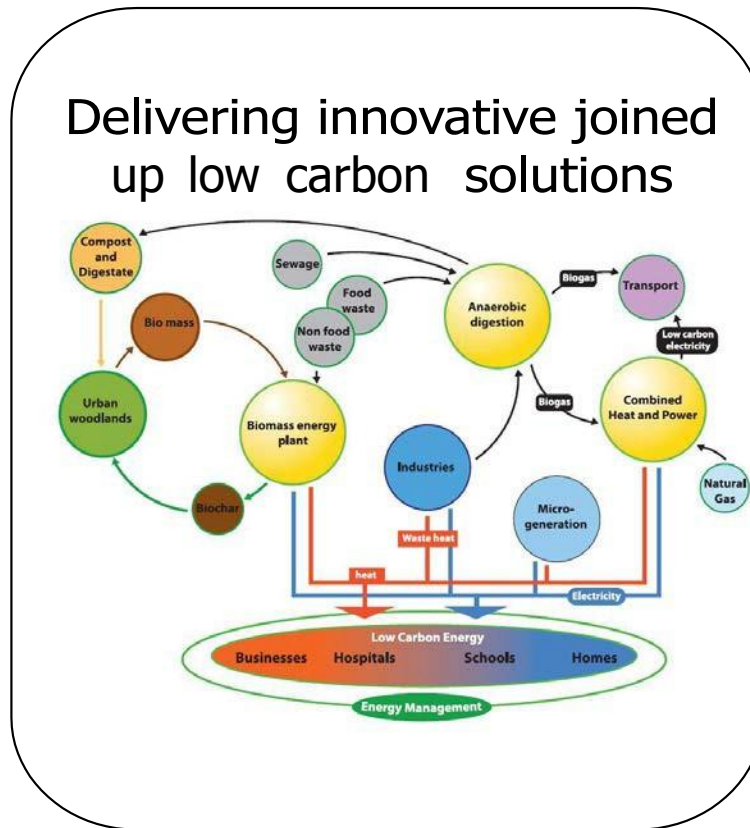 Delivering innovative joined
up low carbon solutions
Compost
and
Digestate
Sewage
Food
waste
Non food
waste
Anaerobic
digestion
Biogas
Transport
Bio mass
Low carbon
electricity
Urban
woodlands
Biomass energy
plant
Biogas
Combined
Heat and Power
Industries
Natural
Gas
Biochar
Micro-
generation
Waste heat
heat
Electricity
Low Carbon Energy
Businesses Hospitals Schools Homes
Energy Management